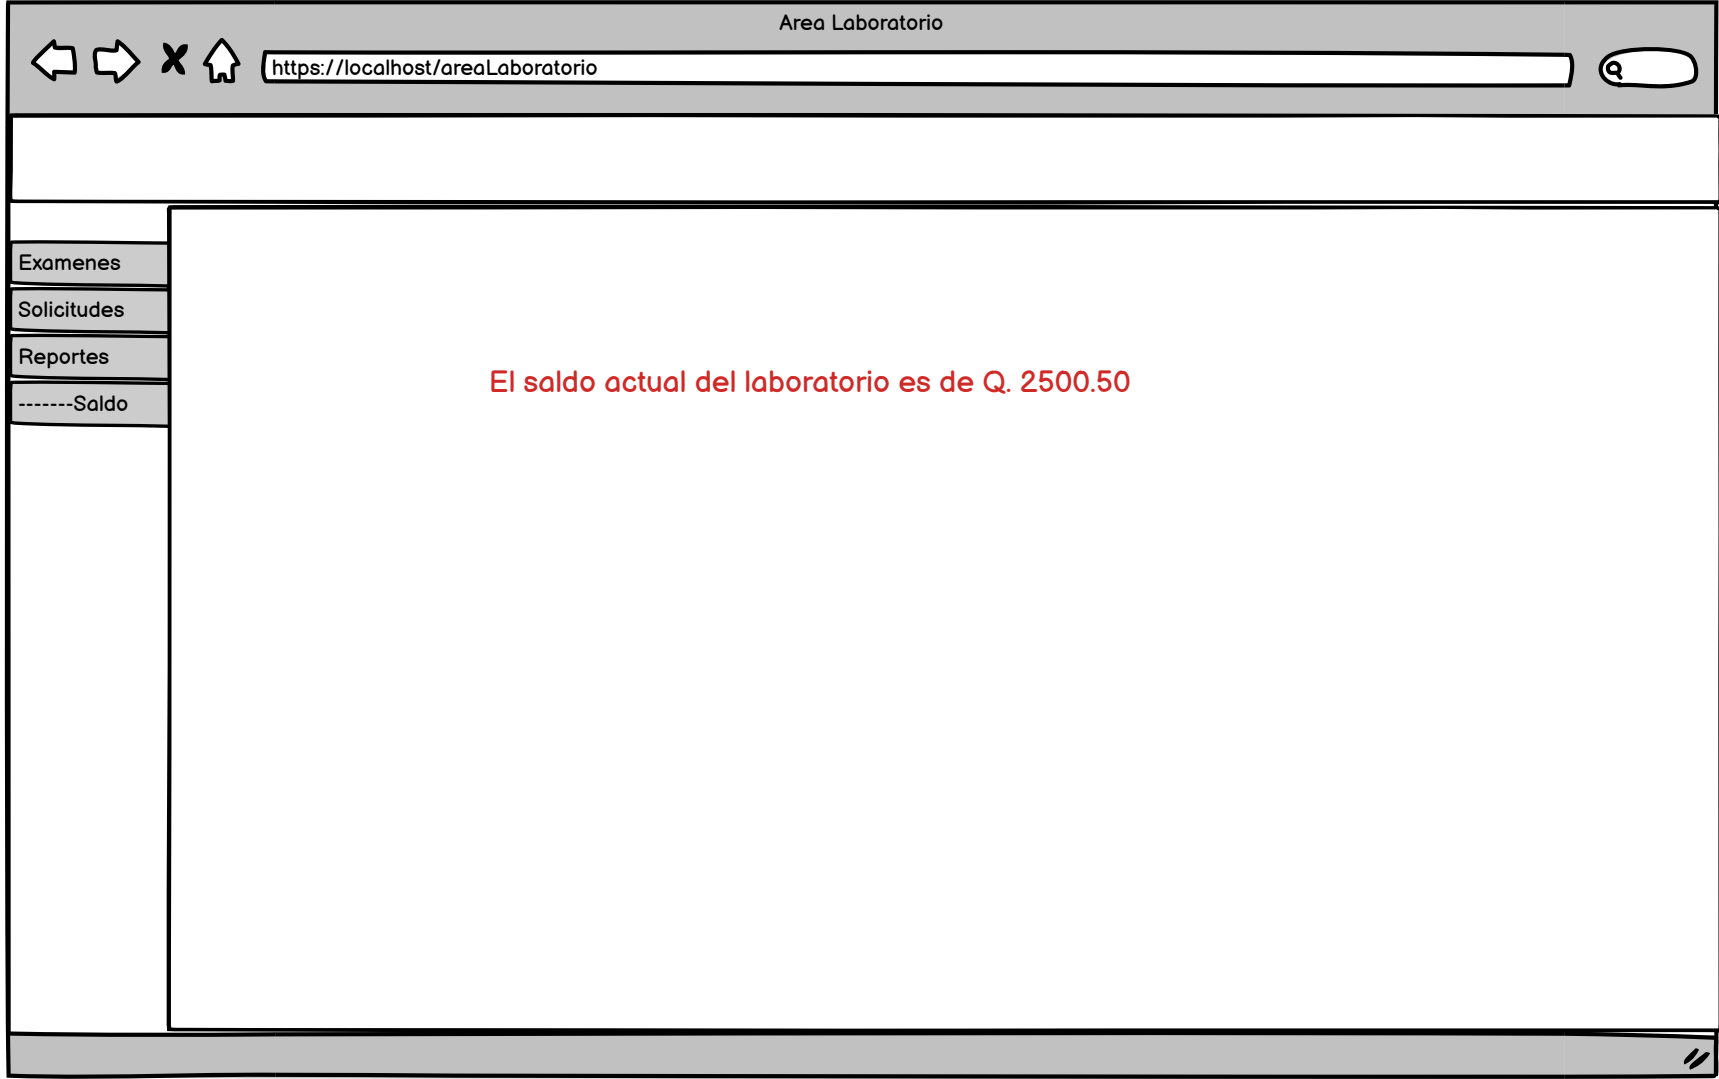 Area Laboratorio
https://localhost/areaLaboratorio
Examenes
Solicitudes
Reportes
-------Saldo
El saldo actual del laboratorio es de Q. 2500.50